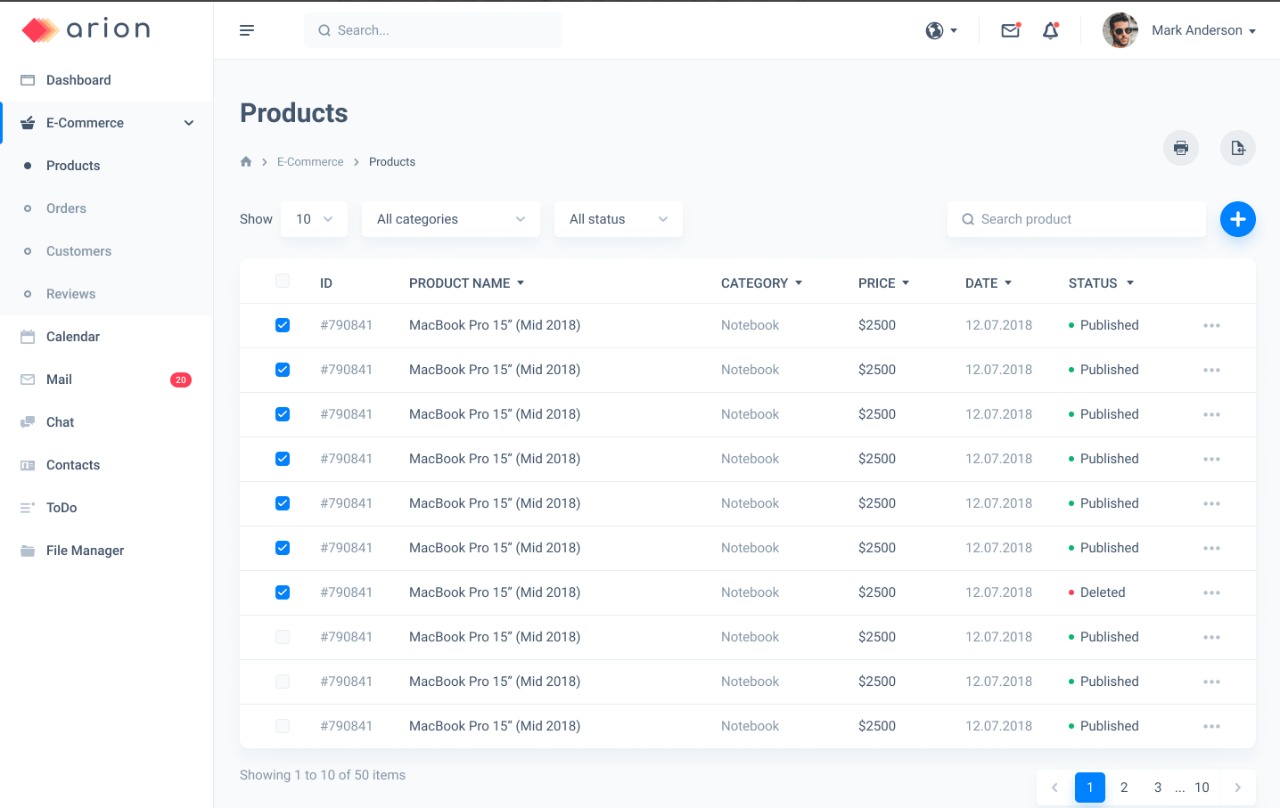 arion
Search...
Mark Anderson
Dashboard
E-Commerce
Products
Orders
Customers
Reviews
Calendar
Mail 20
Chat
Contacts
ToDo
File Manager
Products
E-Commerce > Products
Show 10 All categories All status Search product
ID PRODUCT NAME CATEGORY PRICE DATE STATUS
#790841 MacBook Pro 15” (Mid 2018) Notebook $2500 12.07.2018 Published
#790841 MacBook Pro 15” (Mid 2018) Notebook $2500 12.07.2018 Published
#790841 MacBook Pro 15” (Mid 2018) Notebook $2500 12.07.2018 Published
#790841 MacBook Pro 15” (Mid 2018) Notebook $2500 12.07.2018 Published
#790841 MacBook Pro 15” (Mid 2018) Notebook $2500 12.07.2018 Published
#790841 MacBook Pro 15” (Mid 2018) Notebook $2500 12.07.2018 Published
#790841 MacBook Pro 15” (Mid 2018) Notebook $2500 12.07.2018 Deleted
#790841 MacBook Pro 15” (Mid 2018) Notebook $2500 12.07.2018 Published
#790841 MacBook Pro 15” (Mid 2018) Notebook $2500 12.07.2018 Published
#790841 MacBook Pro 15” (Mid 2018) Notebook $2500 12.07.2018 Published
Showing 1 to 10 of 50 items
1 2 3 ... 10